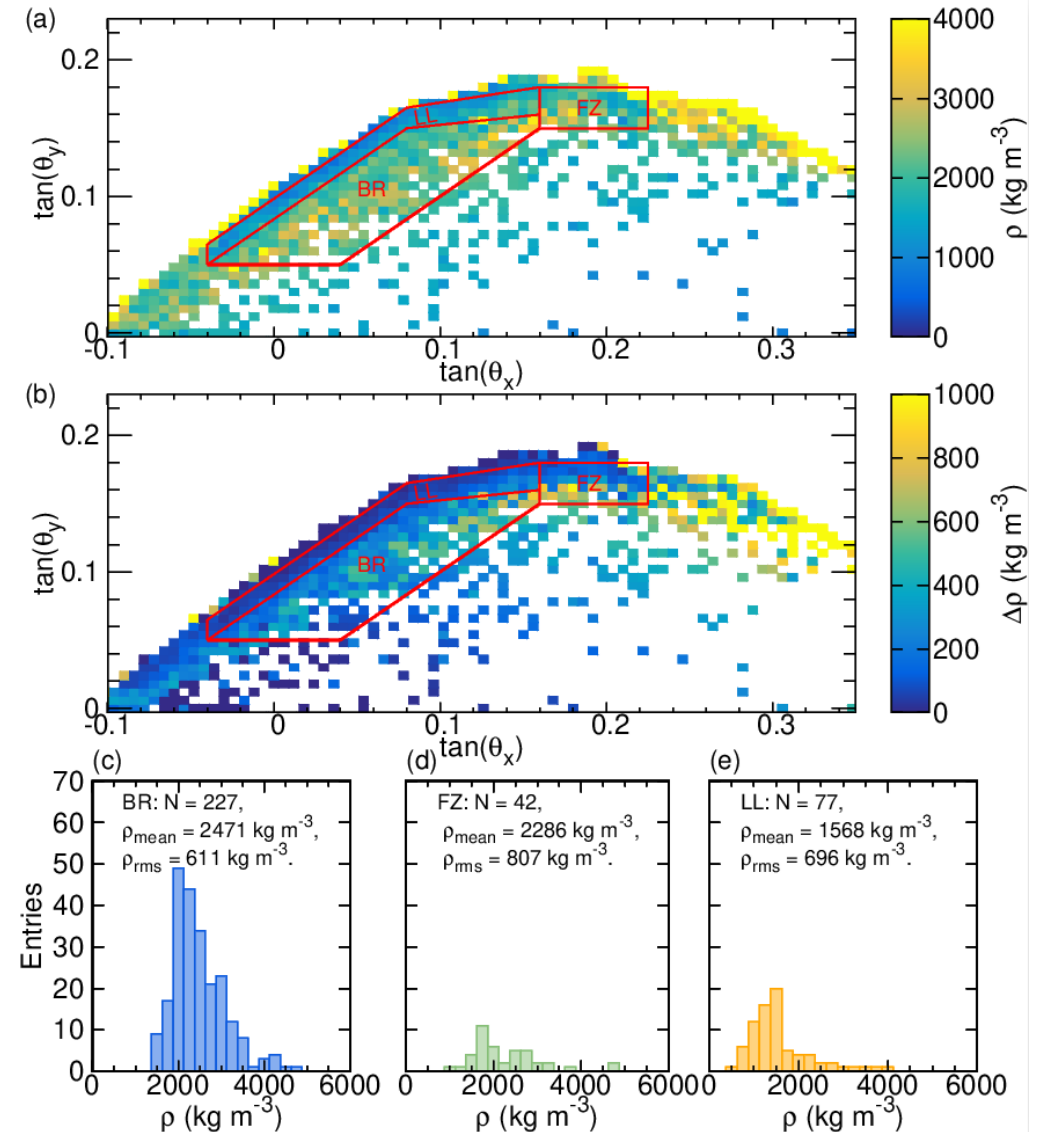 (a)
0.2
0.1
0
tan(θy)
-0.1 0 0.1 0.2 0.3
tan(θx)
LL
FZ
BR
4000
3000
2000
1000
0
ρ (kg m-3)
(b)
0.2
0.1
0
tan(θy)
-0.1 0 0.1 0.2 0.3
tan(θx)
LL
FZ
BR
1000
800
600
400
200
0
Δρ (kg m-3)
(c)
70
60
50
40
30
20
10
0
Entries
BR: N = 227,
ρmean = 2471 kg m-3,
ρrms = 611 kg m-3.
0 2000 4000 6000
ρ (kg m-3)
(d)
FZ: N = 42,
ρmean = 2286 kg m-3,
ρrms = 807 kg m-3.
0 2000 4000 6000
ρ (kg m-3)
(e)
LL: N = 77,
ρmean = 1568 kg m-3,
ρrms = 696 kg m-3.
0 2000 4000 6000
ρ (kg m-3)